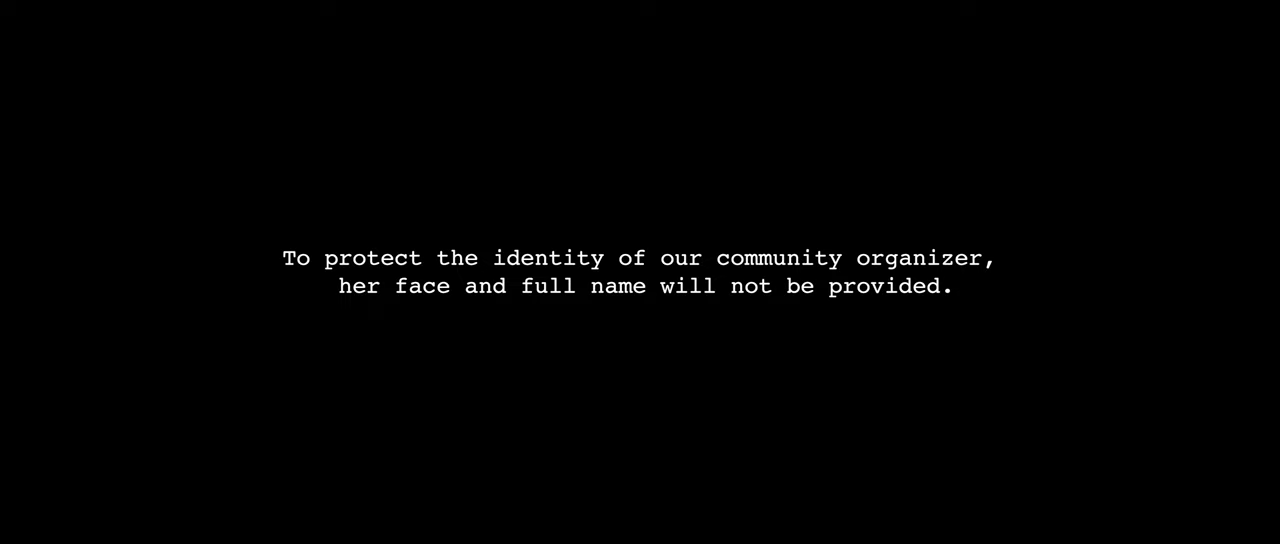 To protect the identity of our community organizer,
her face and full name will not be provided.